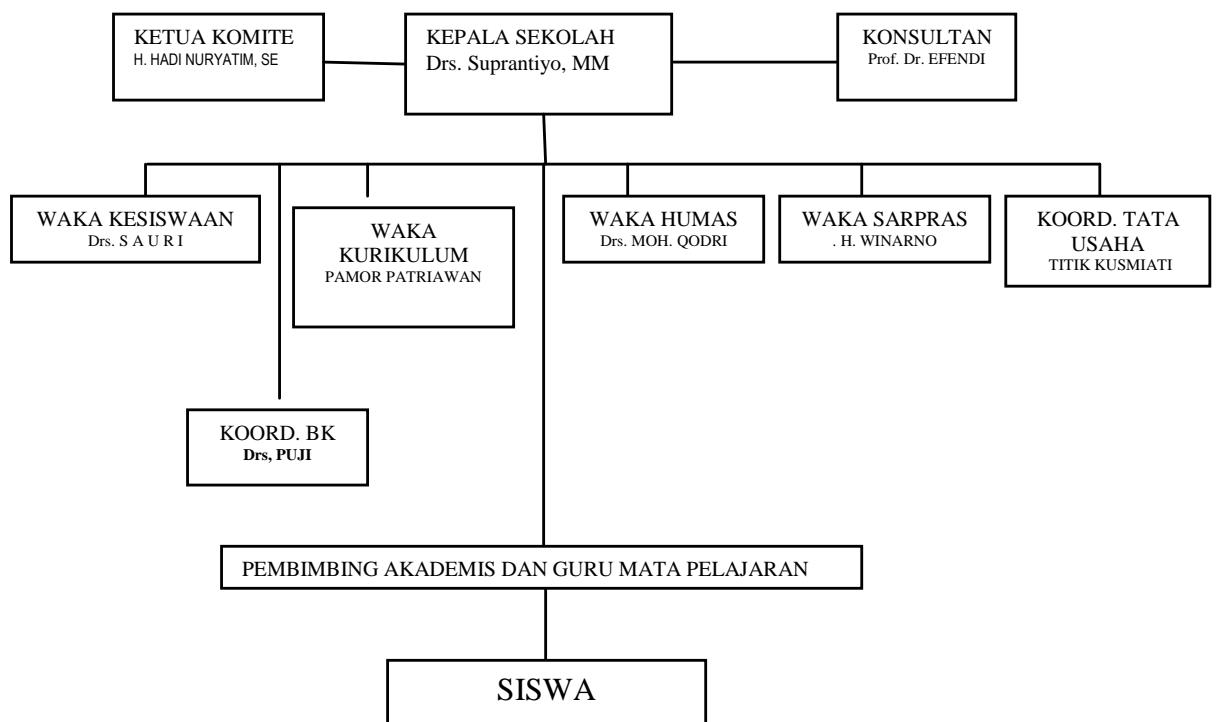 KETUA KOMITE
H. HADI NURYATIM, SE
KEPALA SEKOLAH
Drs. Suprantiyo, MM
KONSULTAN
Prof. Dr. EFENDI
WAKA KESISWAAN
Drs. S A U R I
WAKA
KURIKULUM
PAMOR PATRIAWAN
WAKA HUMAS
Drs. MOH. QODRI
WAKA SARPRAS
. H. WINARNO
KOORD. TATA
USAHA
TITIK KUSMIATI
KOORD. BK
Drs, PUJI
PEMBIMBING AKADEMIS DAN GURU MATA PELAJARAN
SISWA